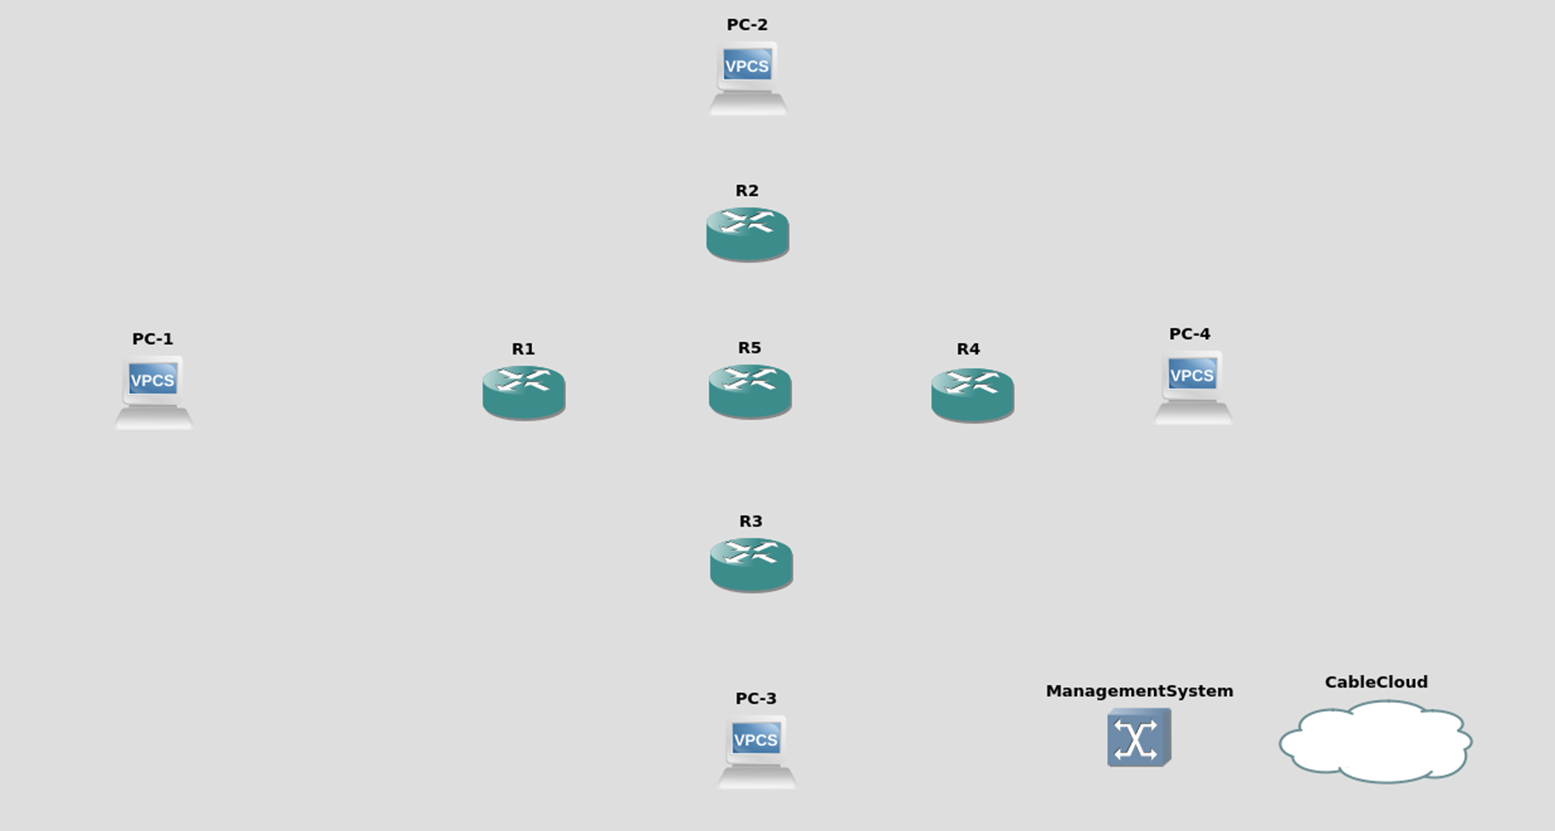 PC-2
VPCS
R2
PC-1
VPCS
R1
R5
R4
PC-4
VPCS
R3
PC-3
VPCS
ManagementSystem
CableCloud